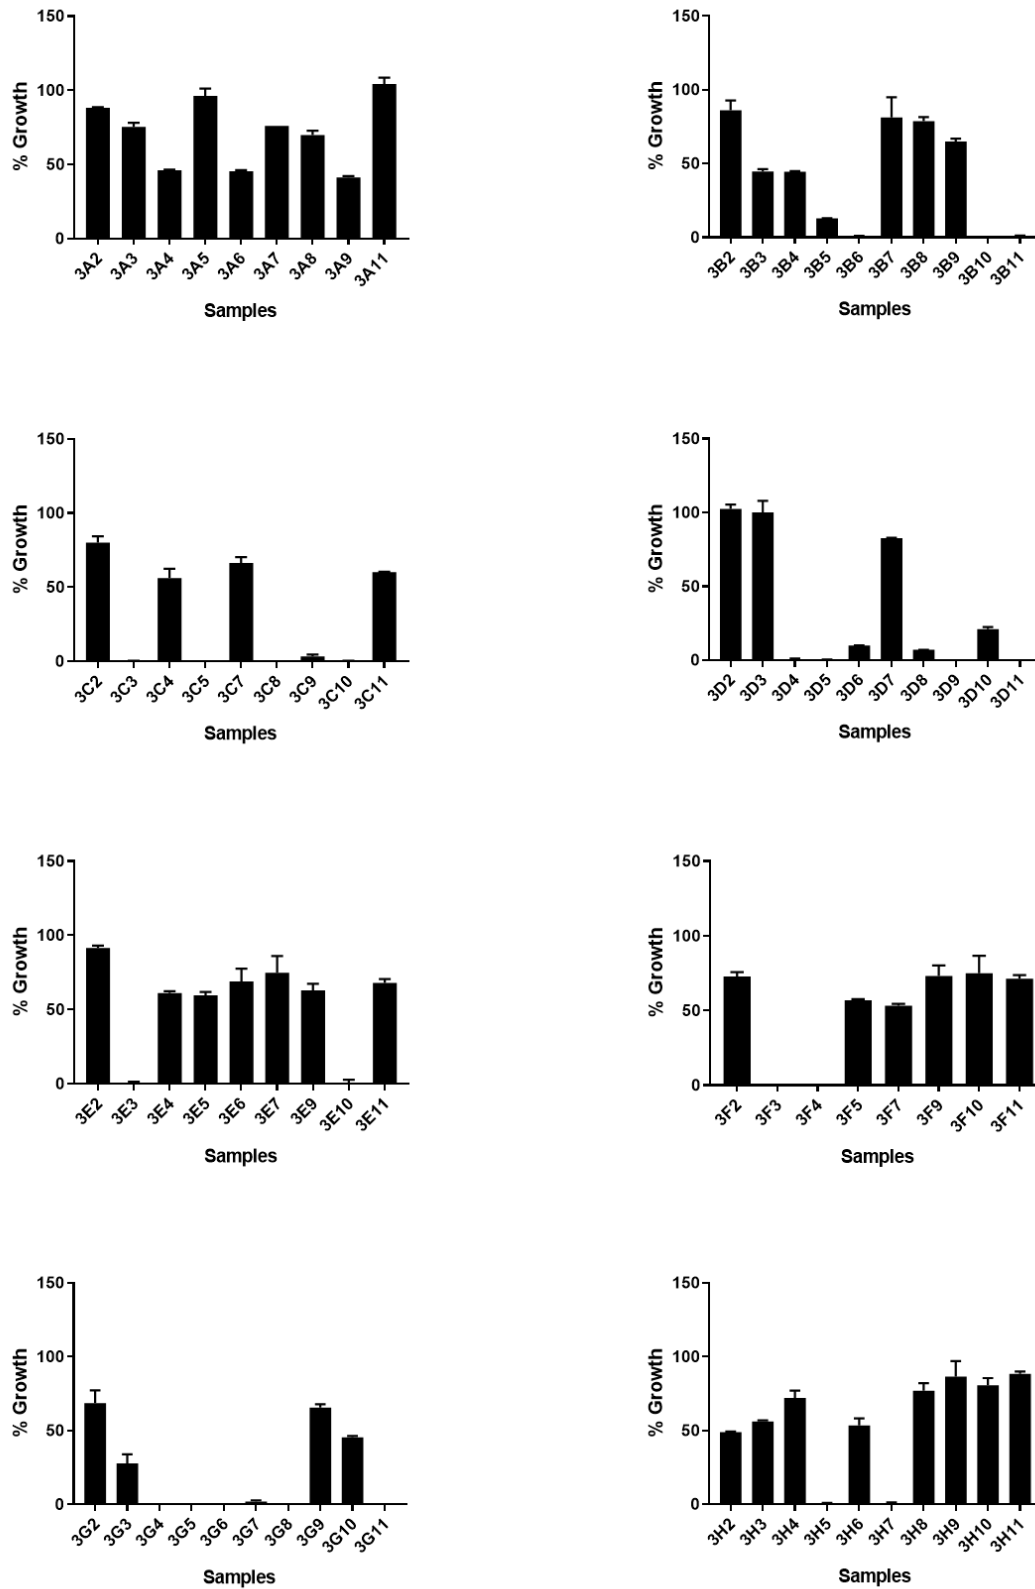 150
100
50
0
% Growth
3A2 3A3 3A4 3A5 3A6 3A7 3A8 3A9 3A11
Samples
150
100
50
0
% Growth
3B2 3B3 3B4 3B5 3B6 3B7 3B8 3B9 3B10 3B11
Samples
150
100
50
0
% Growth
3C2 3C3 3C4 3C5 3C7 3C8 3C9 3C10 3C11
Samples
150
100
50
0
% Growth
3D2 3D3 3D4 3D5 3D6 3D7 3D8 3D9 3D10 3D11
Samples
150
100
50
0
% Growth
3E2 3E3 3E4 3E5 3E6 3E7 3E9 3E10 3E11
Samples
150
100
50
0
% Growth
3F2 3F3 3F4 3F5 3F7 3F9 3F10 3F11
Samples
150
100
50
0
% Growth
3G2 3G3 3G4 3G5 3G6 3G7 3G8 3G9 3G10 3G11
Samples
150
100
50
0
% Growth
3H2 3H3 3H4 3H5 3H6 3H7 3H8 3H9 3H10 3H11
Samples